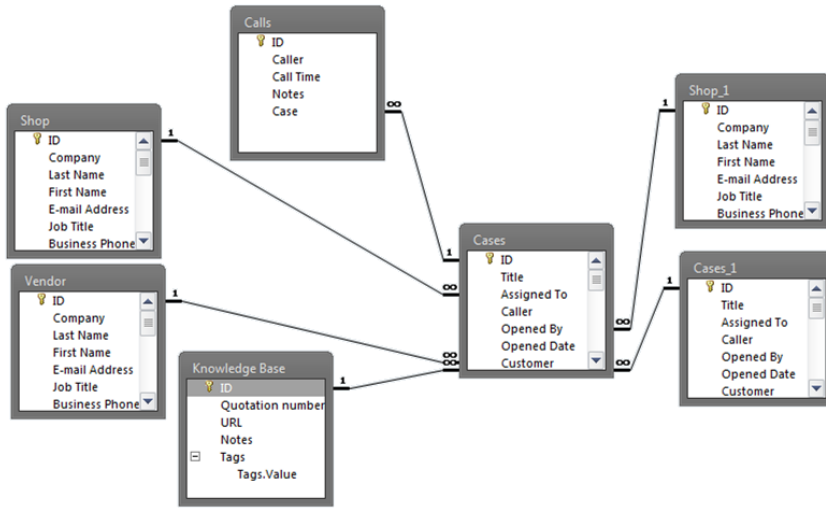 Calls
ID
Caller
Call Time
Notes
Case
∞
Shop
ID
Company
Last Name
First Name
E-mail Address
Job Title
Business Phone
1
Shop_1
ID
Company
Last Name
First Name
E-mail Address
Job Title
Business Phone
1
Cases
ID
Title
Assigned To
Caller
Opened By
Opened Date
Customer
1
∞
∞
∞
∞
∞
Vendor
ID
Company
Last Name
First Name
E-mail Address
Job Title
Business Phone
1
Cases_1
ID
Title
Assigned To
Caller
Opened By
Opened Date
Customer
1
Knowledge Base
ID
Quotation number
URL
Notes
Tags
Tags.Value
1